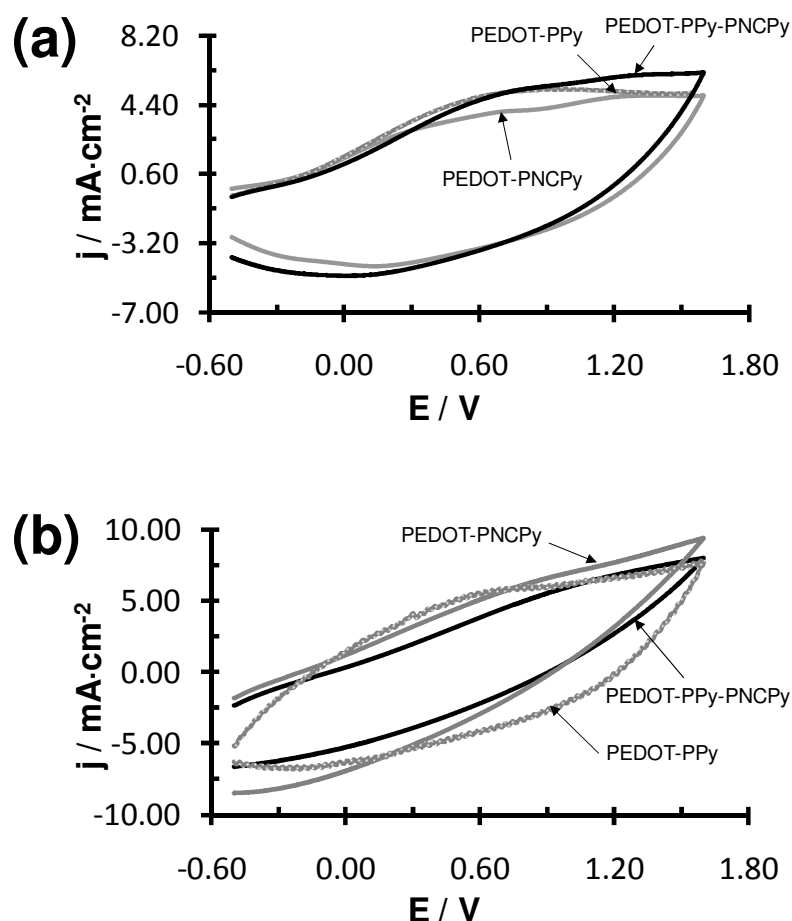 (a)
8.20
4.40
0.60
-3.20
-7.00
j / mA·cm-2
PEDOT-PPy
PEDOT-PPy-PNCPy
PEDOT-PNCPy
-0.60 0.00 0.60 1.20 1.80
E / V
(b)
10.00
5.00
0.00
-5.00
-10.00
j / mA·cm-2
PEDOT-PNCPy
PEDOT-PPy-PNCPy
PEDOT-PPy
-0.60 0.00 0.60 1.20 1.80
E / V